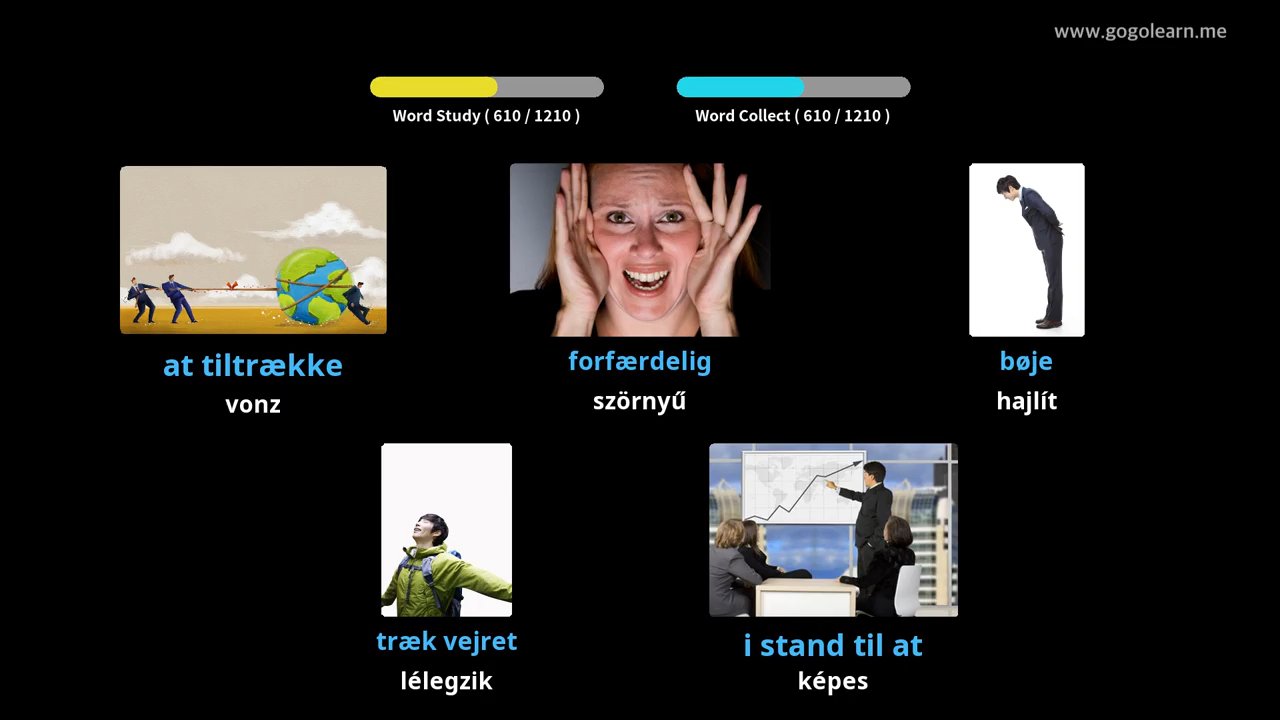 www.gogolearn.me
Word Study ( 610 / 1210 )
Word Collect ( 610 / 1210 )
at tiltrække
vonz
forfærdelig
szörnyű
bøje
hajlít
træk vejret
lélegzik
i stand til at
képes